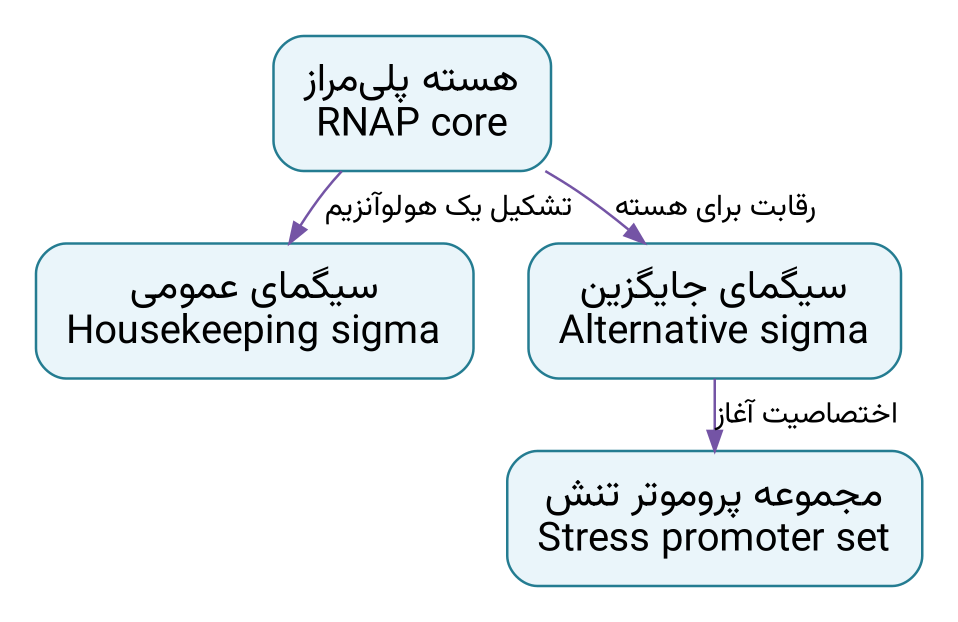 هسته پلی‌مراز
RNAP core
تشکیل یک هولوآنزیم
رقابت برای هسته
سیگمای عمومی
Housekeeping sigma
سیگمای جایگزین
Alternative sigma
اختصاصیت آغاز
مجموعه پروموتر تنش
Stress promoter set